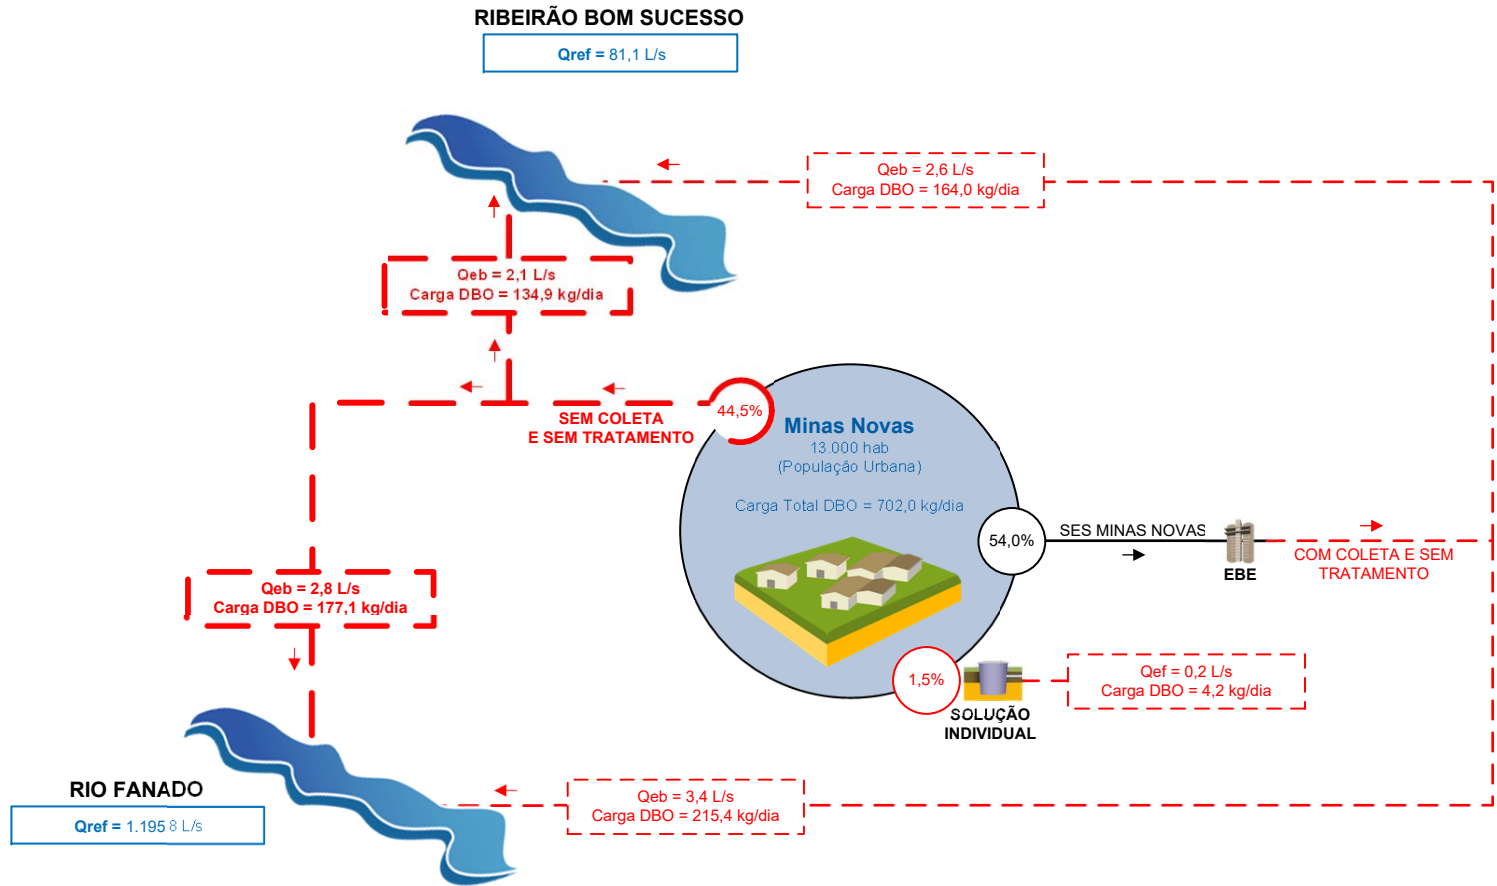 RIBEIRÃO BOM SUCESSO
Qref = 81,1 L/s
Qeb = 2,6 L/s
Carga DBO = 164,0 kg/dia
Qeb = 2,1 L/s
Carga DBO = 134,9 kg/dia
44,5%
SEM COLETA
E SEM TRATAMENTO
Minas Novas
13.000 hab
(População Urbana)
Carga Total DBO = 702,0 kg/dia
54,0%
SES MINAS NOVAS
EBE
COM COLETA E SEM
TRATAMENTO
Qeb = 2,8 L/s
Carga DBO = 177,1 kg/dia
1,5%
SOLUÇÃO
INDIVIDUAL
Qef = 0,2 L/s
Carga DBO = 4,2 kg/dia
RIO FANADO
Qref = 1.195 8 L/s
Qeb = 3,4 L/s
Carga DBO = 215,4 kg/dia